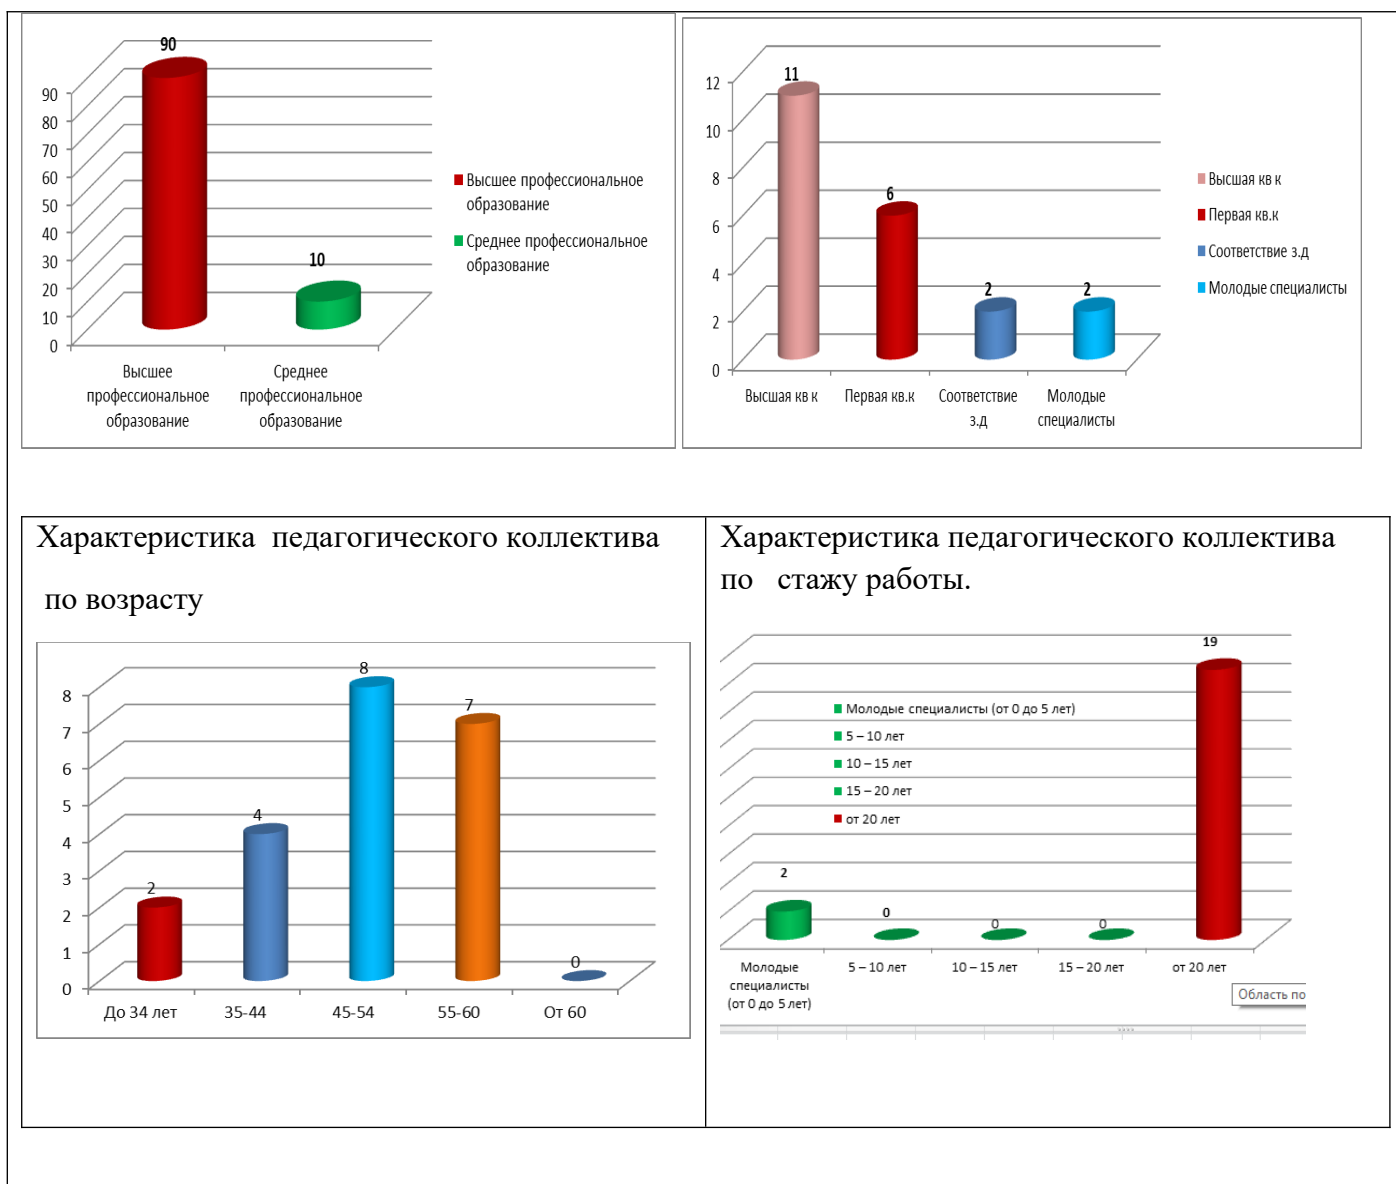 90
90
80
70
60
50
40
30
20
10
0
10
Высшее
профессиональное
образование
Среднее
профессиональное
образование
Высшее профессиональное
образование
Среднее профессиональное
образование
12
10
8
6
4
2
0
11
6
2
2
Высшая кв к
Первая кв.к
Соответствие
з.д
Молодые
специалисты
Высшая кв к
Первая кв.к
Соответствие з.д
Молодые специалисты
Характеристика педагогического коллектива
по возрасту
8
7
6
5
4
3
2
1
0
2
4
8
7
0
До 34 лет
35-44
45-54
55-60
От 60
Характеристика педагогического коллектива
по стажу работы.
19
Молодые специалисты (от 0 до 5 лет)
5 – 10 лет
10 – 15 лет
15 – 20 лет
от 20 лет
2
0
0
0
Молодые
специалисты
(от 0 до 5 лет)
5 – 10 лет
10 – 15 лет
15 – 20 лет
от 20 лет
Область по